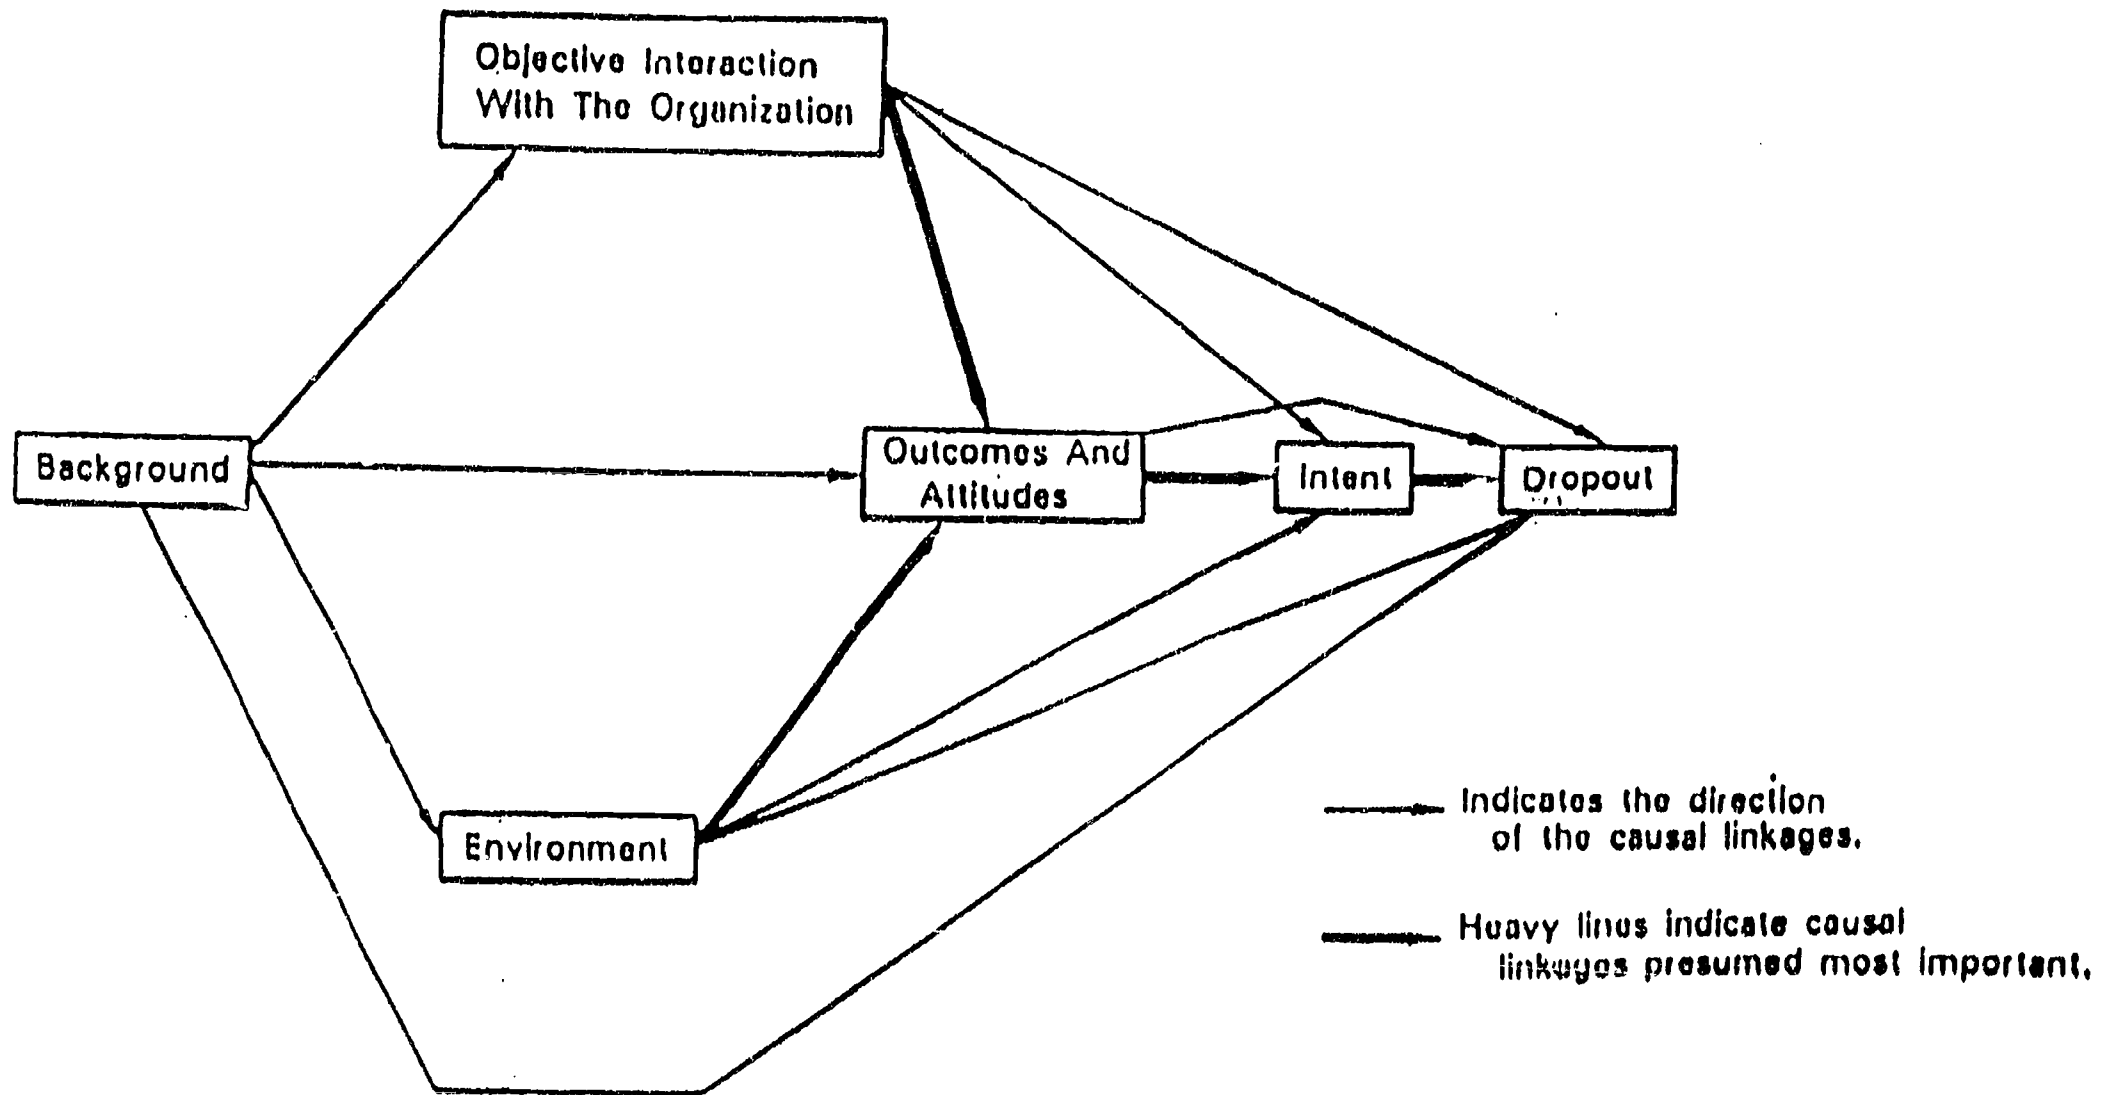 Objective Interaction
With The Organization
Background
Outcomes And
Attitudes
Intent
Dropout
Environment
Indicates the direction
of the causal linkages.
Heavy lines indicate causal
linkages presumed most important.